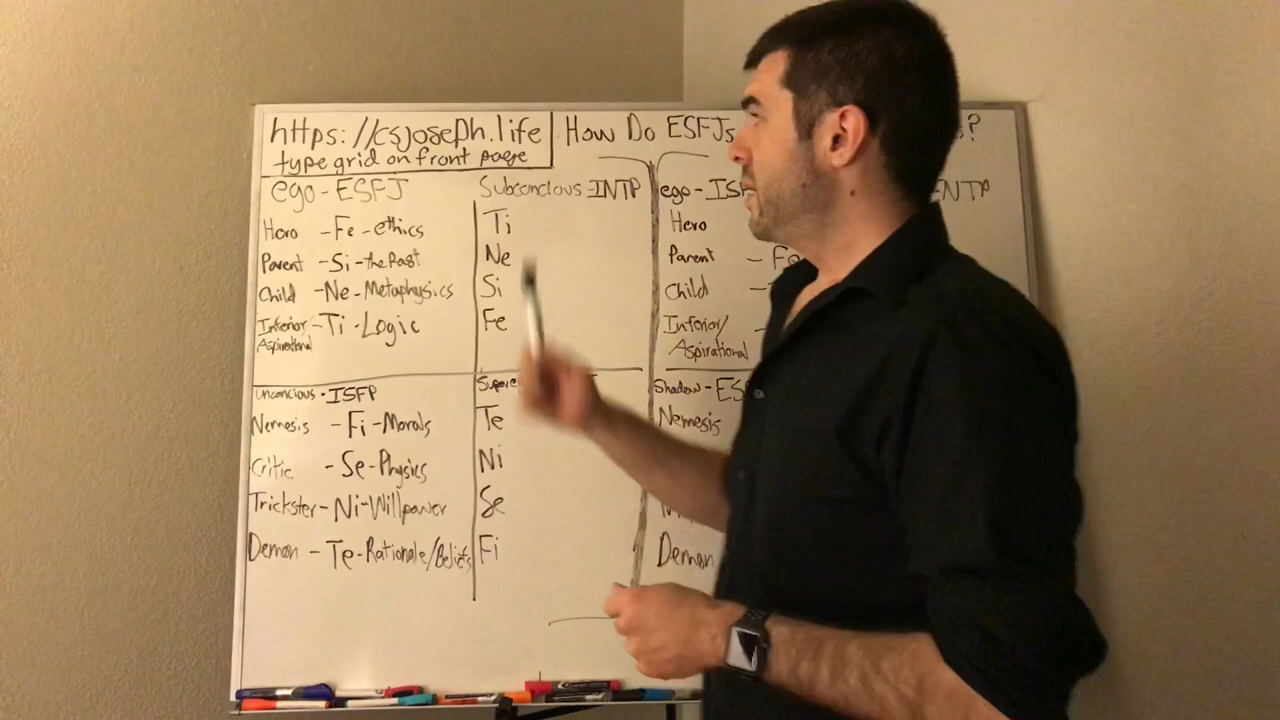 https://csjoseph.life
type grid on front page
How Do ESFJs ?
ego - ESFJ
Hero - Fe - ethics
Parent - Si - the Past
Child - Ne - Metaphysics
Inferior/ - Ti - Logic
Aspirational
Subconcious - INTP
Ti
Ne
Si
Fe
unconcious - ISFP
Nemesis - Fi - Morals
Critic - Se - Physics
Trickster - Ni - Willpower
Demon - Te - Rationale/Beliefs
Te
Ni
Se
Fi
ego -
Hero
Parent -
Child -
Inferior/ -
Aspirational
Shadow -
Nemesis
Demon